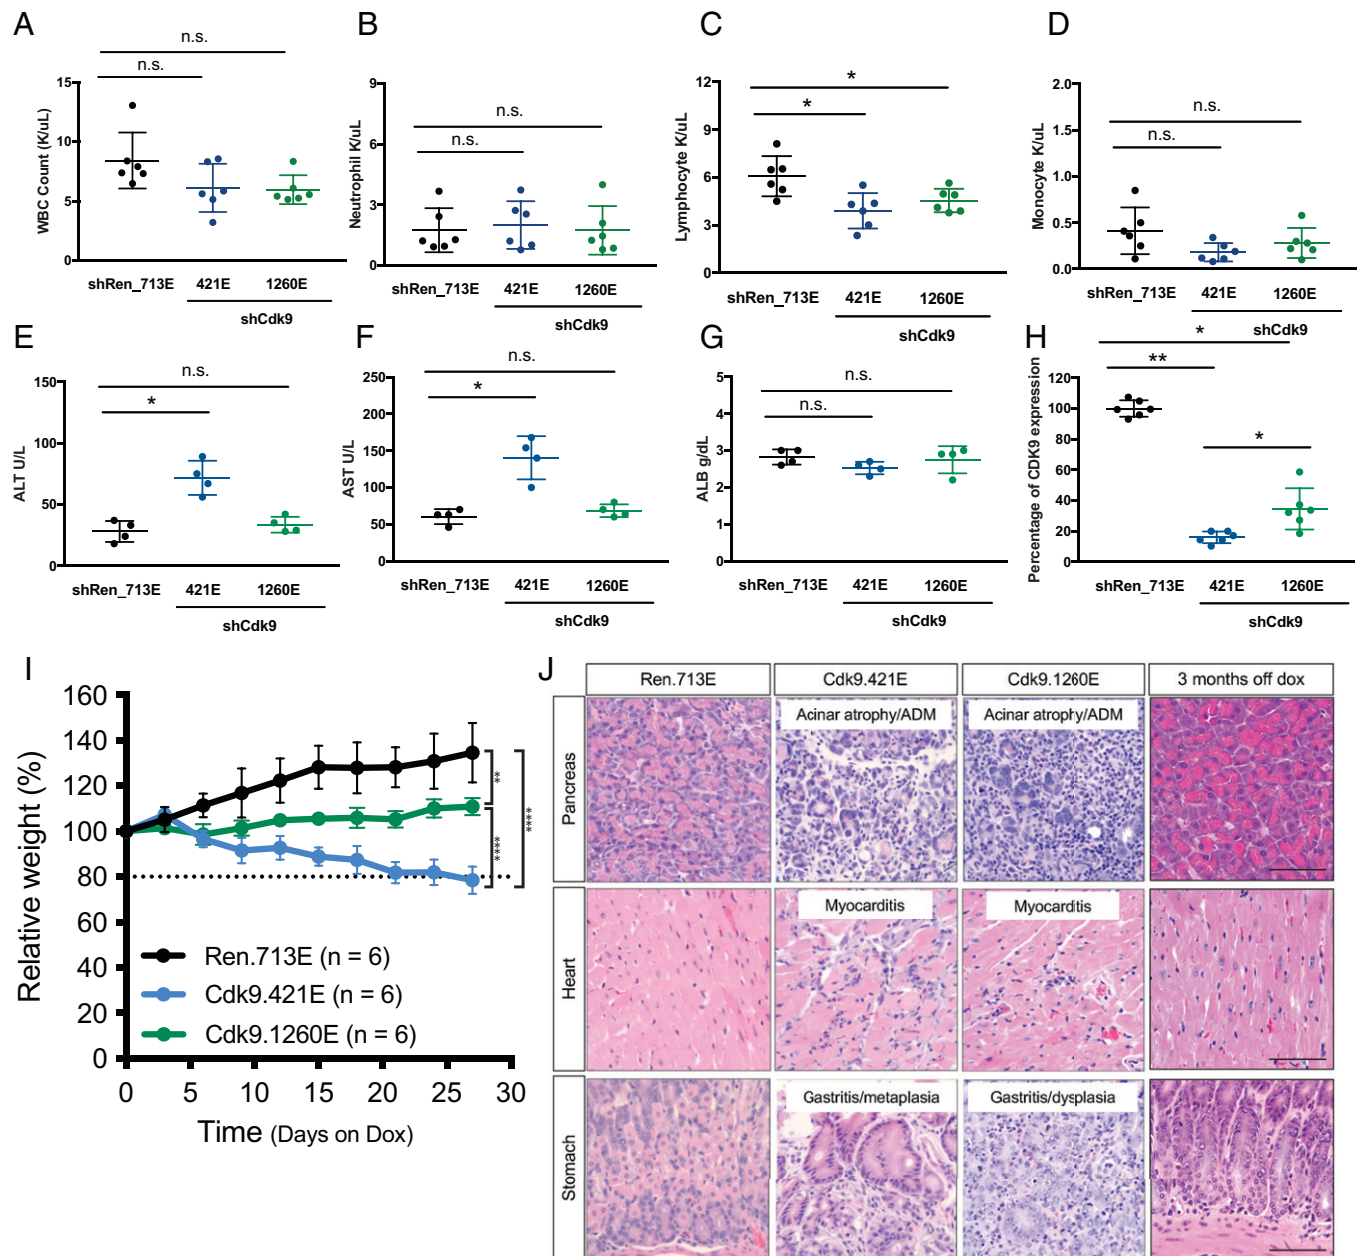 A
n.s.
n.s.
WBC Count (K/uL)
15
10
5
0
shRen_713E
421E
1260E
shCdk9
B
n.s.
n.s.
Neutrophil K/uL
9
6
3
0
shRen_713E
421E
1260E
shCdk9
C
*
*
Lymphocyte K/uL
12
9
6
3
0
shRen_713E
421E
1260E
shCdk9
D
n.s.
n.s.
Monocyte K/uL
2.0
1.5
1.0
0.5
0.0
shRen_713E
421E
1260E
shCdk9
E
n.s.
*
ALT U/L
150
100
50
0
shRen_713E
421E
1260E
shCdk9
F
n.s.
*
AST U/L
250
200
150
100
50
0
shRen_713E
421E
1260E
shCdk9
G
n.s.
n.s.
ALB g/dL
5
4
3
2
1
0
shRen_713E
421E
1260E
shCdk9
H
*
**
*
Percentage of CDK9 expression
120
100
80
60
40
20
0
shRen_713E
421E
1260E
shCdk9
I
Relative weight (%)
160
140
120
100
80
60
40
20
0
**
****
****
Ren.713E (n = 6)
Cdk9.421E (n = 6)
Cdk9.1260E (n = 6)
0 5 10 15 20 25 30
Time (Days on Dox)
J
Ren.713E
Cdk9.421E
Cdk9.1260E
3 months off dox
Pancreas
Acinar atrophy/ADM
Acinar atrophy/ADM
Heart
Myocarditis
Myocarditis
Stomach
Gastritis/metaplasia
Gastritis/dysplasia